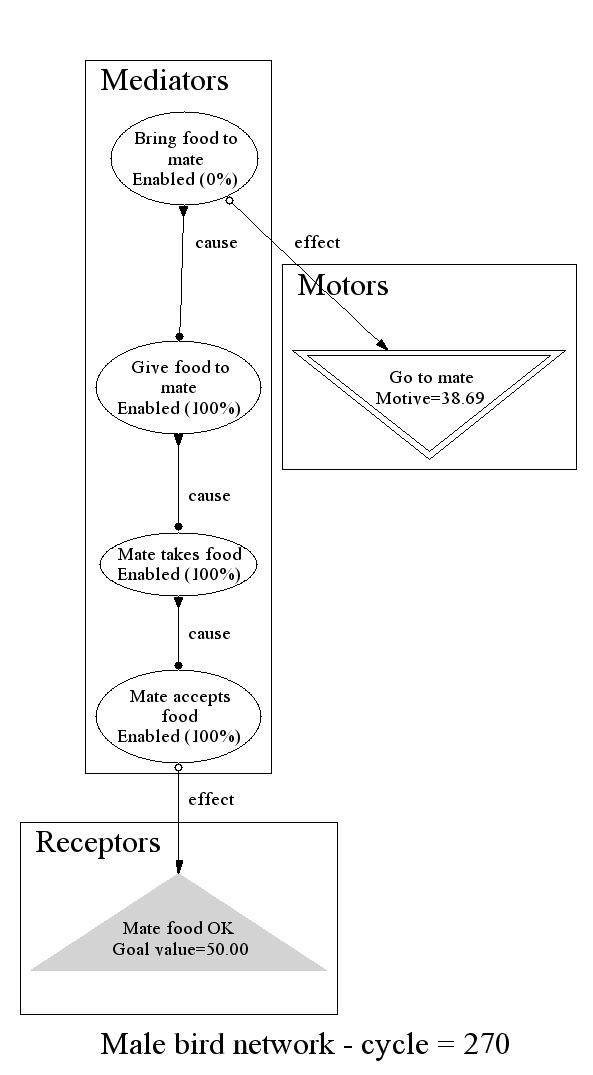 Mediators
Bring food to
mate
Enabled (0%)
cause
effect
Motors
Give food to
mate
Enabled (100%)
Go to mate
Motive=38.69
cause
Mate takes food
Enabled (100%)
cause
Mate accepts
food
Enabled (100%)
effect
Receptors
Mate food OK
Goal value=50.00
Male bird network - cycle = 270